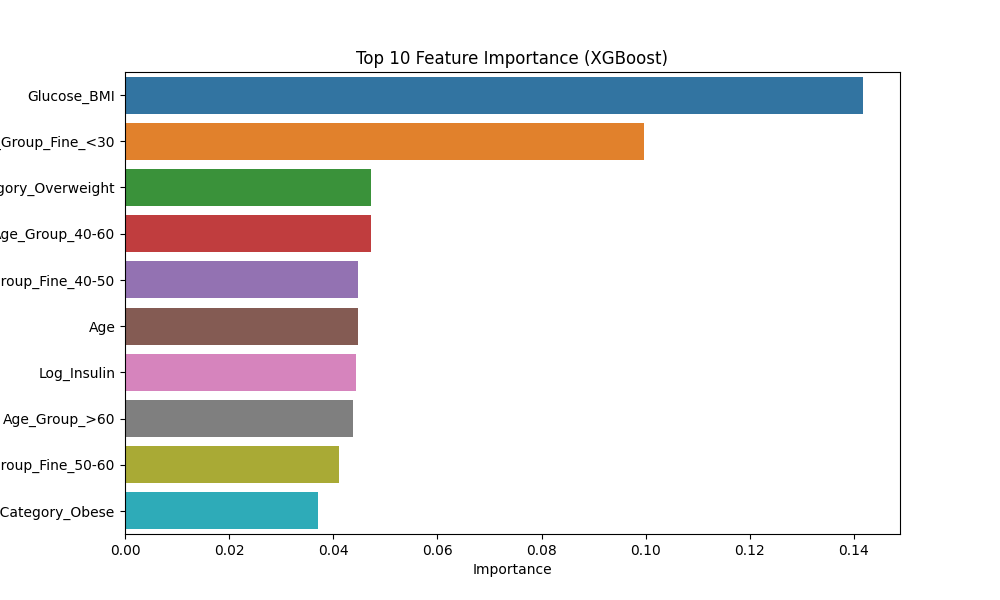 Top 10 Feature Importance (XGBoost)
Glucose_BMI
_Group_Fine_<30
gory_Overweight
Age_Group_40-60
roup_Fine_40-50
Age
Log_Insulin
Age_Group_>60
roup_Fine_50-60
Category_Obese
0.00 0.02 0.04 0.06 0.08 0.10 0.12 0.14
Importance